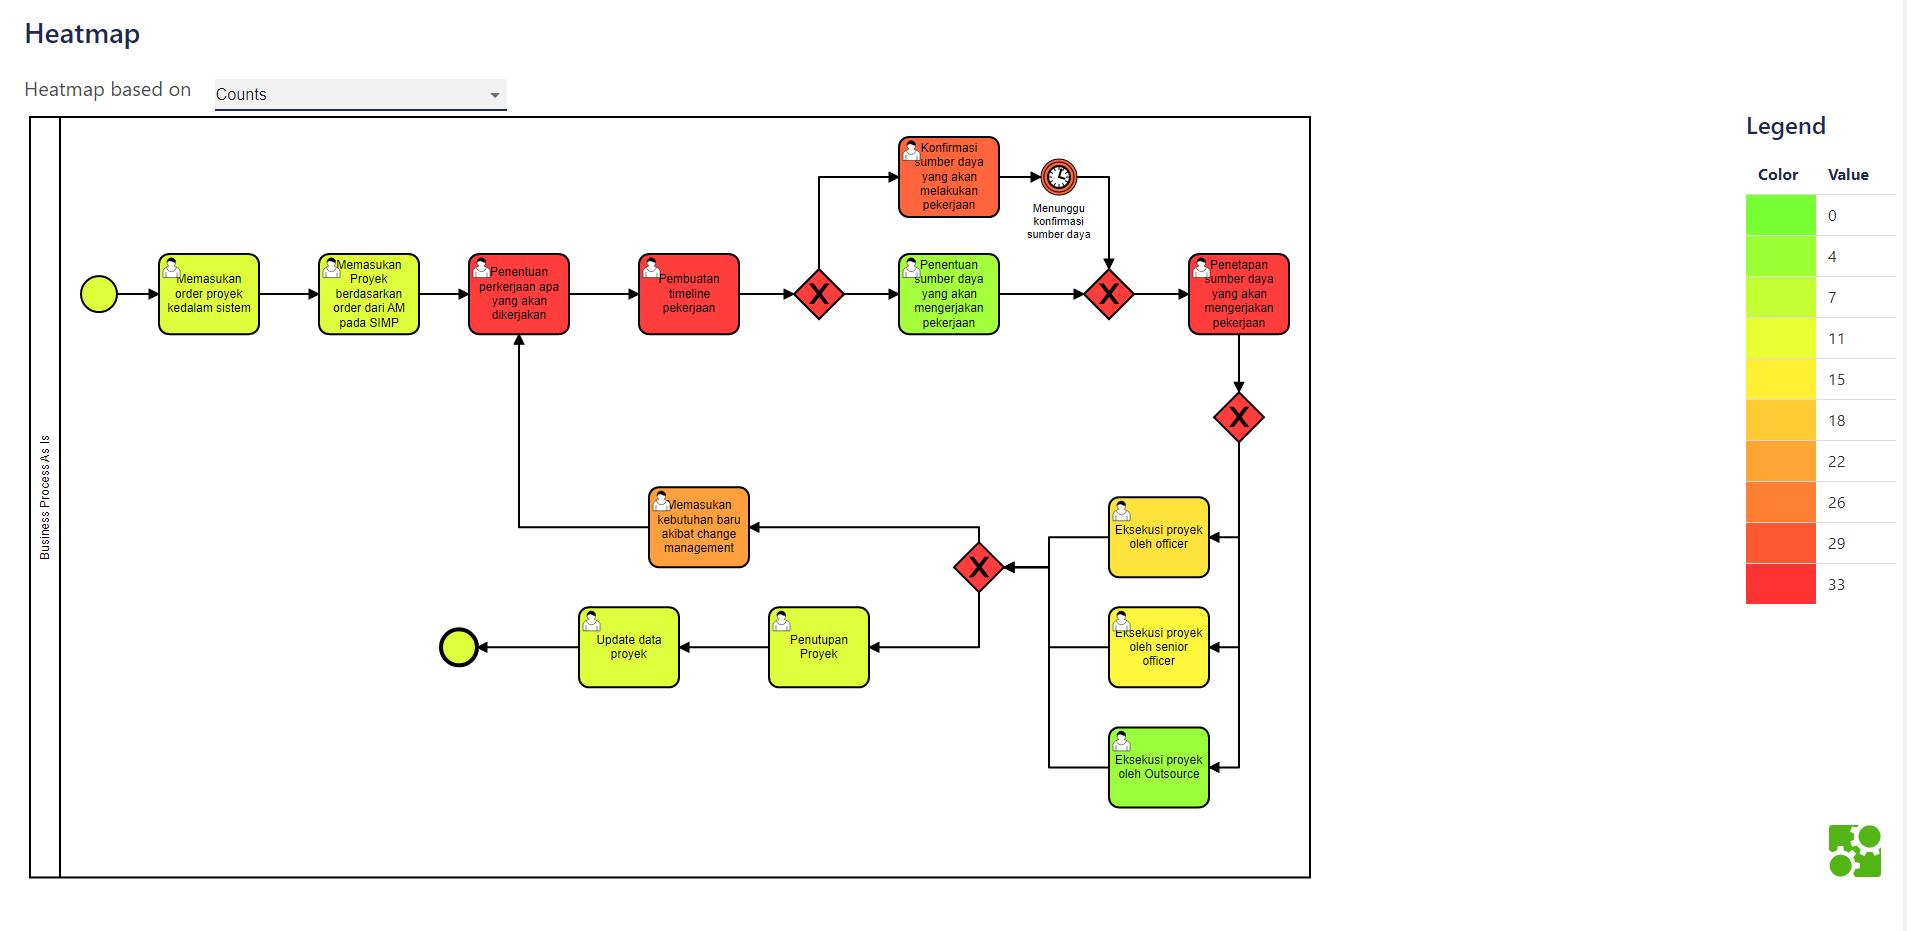 Heatmap
Heatmap based on
Counts
Business Process As Is
Memasukan
order proyek
kedalam sistem
Memasukan
Proyek
berdasarkan
order dari AM
pada SIMP
Penentuan
perkerjaan apa
yang akan
dikerjakan
Pembuatan
timeline
pekerjaan
X
Konfirmasi
sumber daya
yang akan
melakukan
pekerjaan
Menunggu
konfirmasi
sumber daya
Penentuan
sumber daya
yang akan
mengerjakan
pekerjaan
X
Penetapan
sumber daya
yang akan
mengerjakan
pekerjaan
X
Eksekusi proyek
oleh officer
Eksekusi proyek
oleh senior
officer
Eksekusi proyek
oleh Outsource
X
Memasukan
kebutuhan baru
akibat change
management
Penutupan
Proyek
Update data
proyek
Legend
Color Value
0
4
7
11
15
18
22
26
29
33